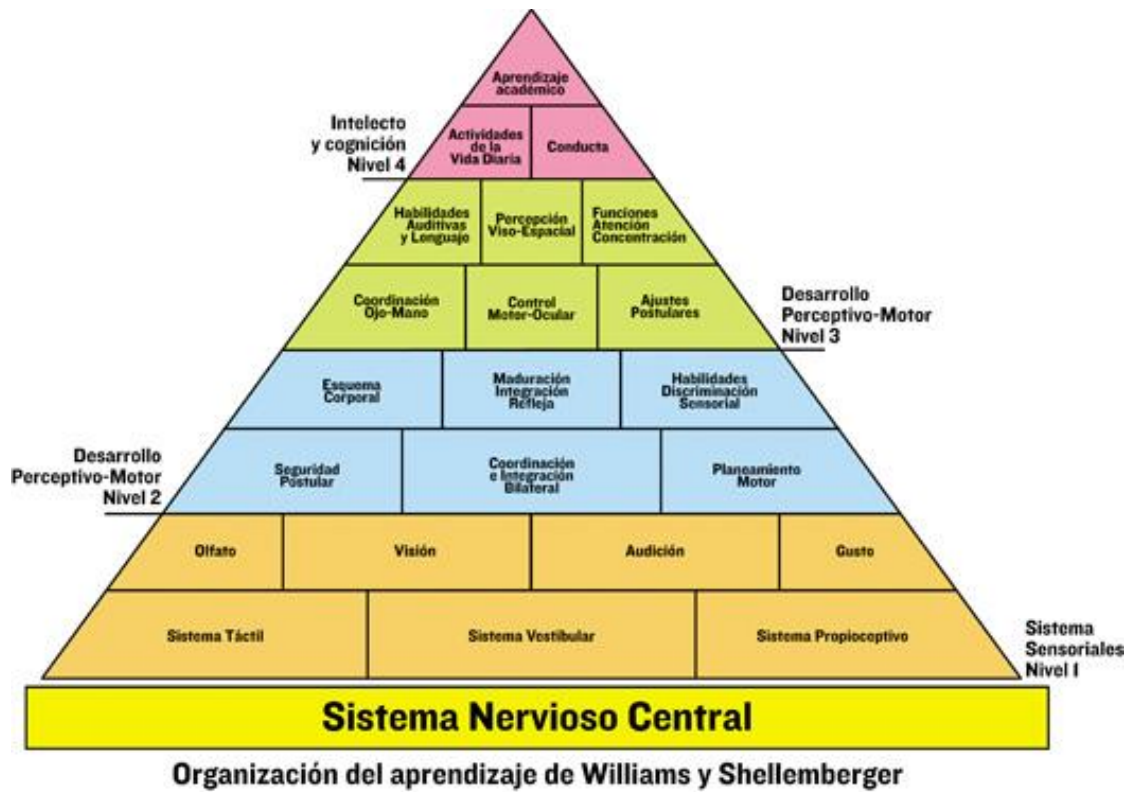 Aprendizaje
académico
Intelecto
y cognición
Nivel 4
Actividades
de la
Vida Diaria
Conducta
Habilidades
Auditivas
y Lenguaje
Percepción
Viso-Espacial
Funciones
Atención
Concentración
Coordinación
Ojo-Mano
Control
Motor-Ocular
Ajustes
Postulares
Desarrollo
Perceptivo-Motor
Nivel 3
Esquema
Corporal
Maduración
Integración
Refleja
Habilidades
Discriminación
Sensorial
Desarrollo
Perceptivo-Motor
Nivel 2
Seguridad
Postular
Coordinación
e Integración
Bilateral
Planeamiento
Motor
Olfato
Visión
Audición
Gusto
Sistema Táctil
Sistema Vestibular
Sistema Propioceptivo
Sistema
Sensoriales
Nivel 1
Sistema Nervioso Central
Organización del aprendizaje de Williams y Shellemberger